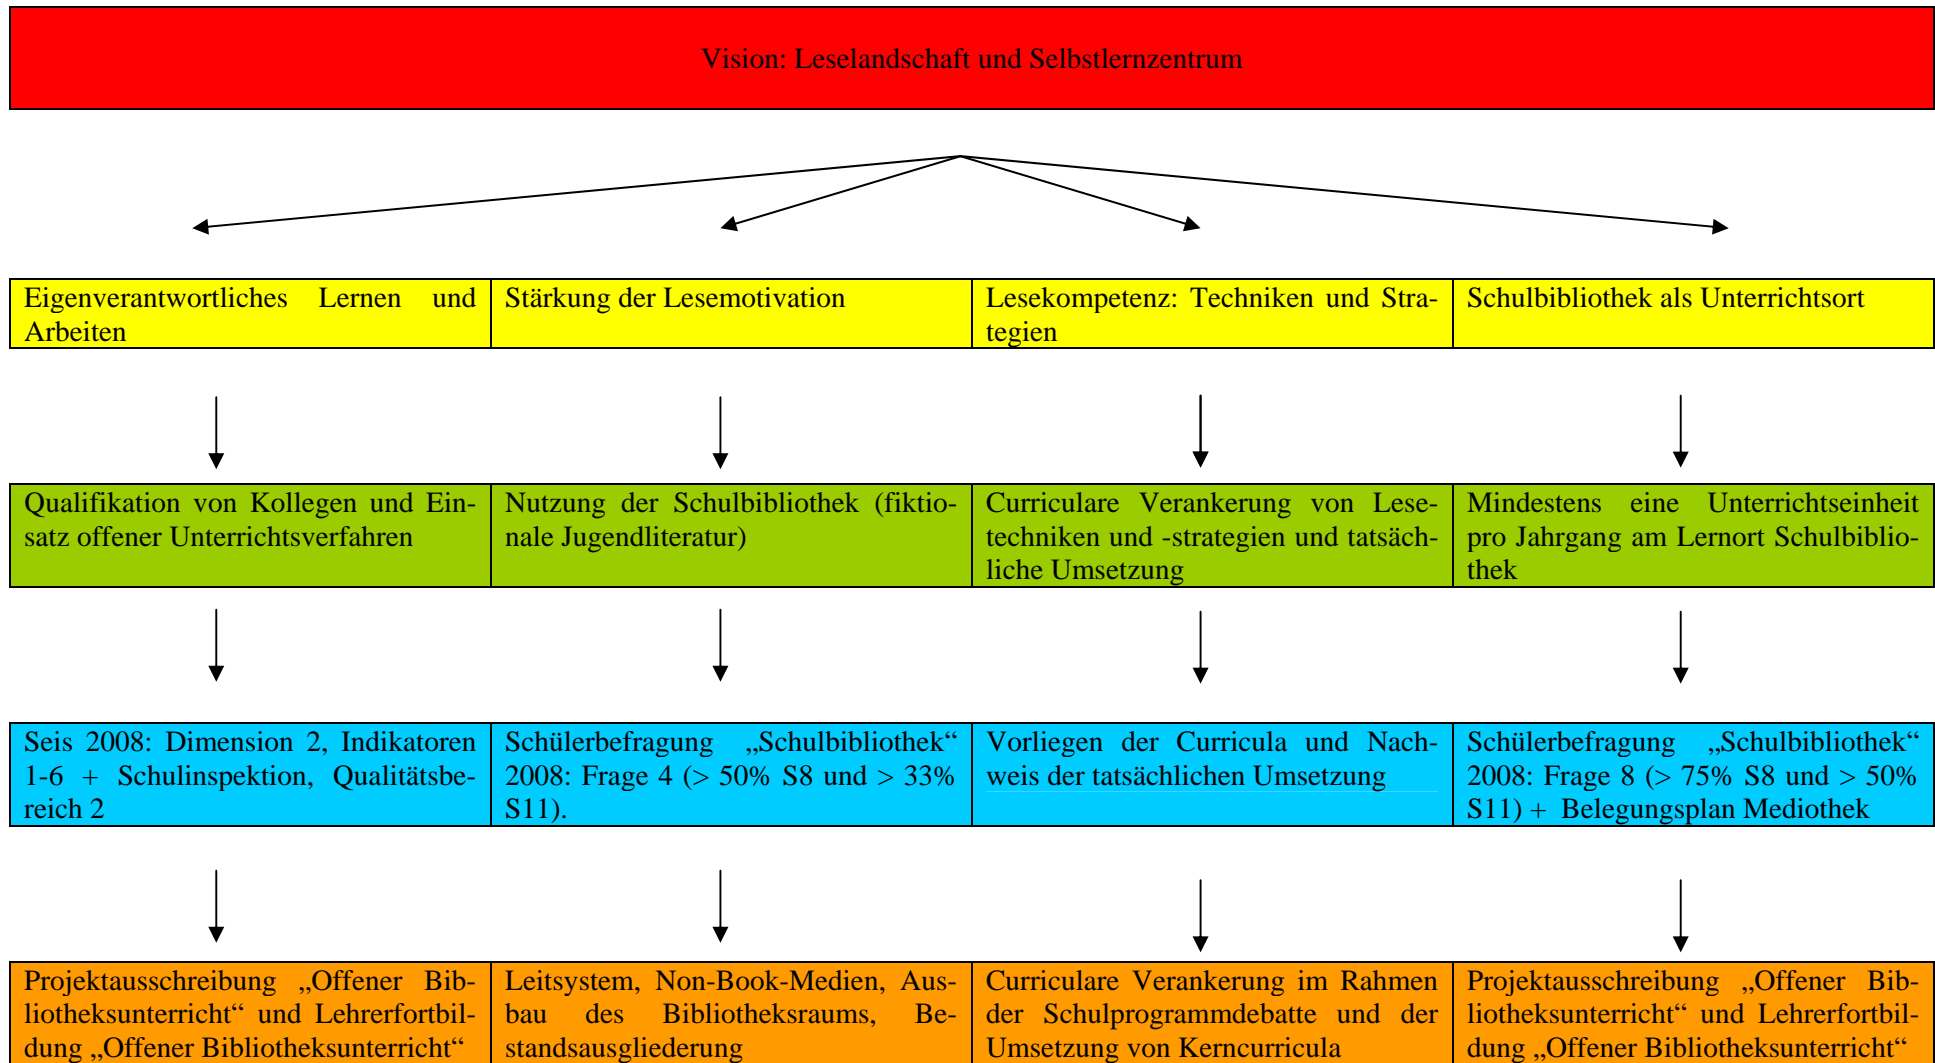 Vision: Leselandschaft und Selbstlernzentrum
Eigenverantwortliches Lernen und
Arbeiten
Stärkung der Lesemotivation
Lesekompetenz: Techniken und Stra-
tegien
Schulbibliothek als Unterrichtsort
Qualifikation von Kollegen und Ein-
satz offener Unterrichtsverfahren
Nutzung der Schulbibliothek (fiktio-
nale Jugendliteratur)
Curriculare Verankerung von Lese-
techniken und -strategien und tatsäch-
liche Umsetzung
Mindestens eine Unterrichtseinheit
pro Jahrgang am Lernort Schulbiblio-
thek
Seis 2008: Dimension 2, Indikatoren
1-6 + Schulinspektion, Qualitätsbe-
reich 2
Schülerbefragung „Schulbibliothek“
2008: Frage 4 (> 50% S8 und > 33%
S11).
Vorliegen der Curricula und Nach-
weis der tatsächlichen Umsetzung
Schülerbefragung „Schulbibliothek“
2008: Frage 8 (> 75% S8 und > 50%
S11) + Belegungsplan Mediothek
Projektausschreibung „Offener Bib-
liotheksunterricht“ und Lehrerfortbil-
dung „Offener Bibliotheksunterricht“
Leitsystem, Non-Book-Medien, Aus-
bau des Bibliotheksraums, Be-
standsausgliederung
Curriculare Verankerung im Rahmen
der Schulprogrammdebatte und der
Umsetzung von Kerncurricula
Projektausschreibung „Offener Bib-
liotheksunterricht“ und Lehrerfortbil-
dung „Offener Bibliotheksunterricht“